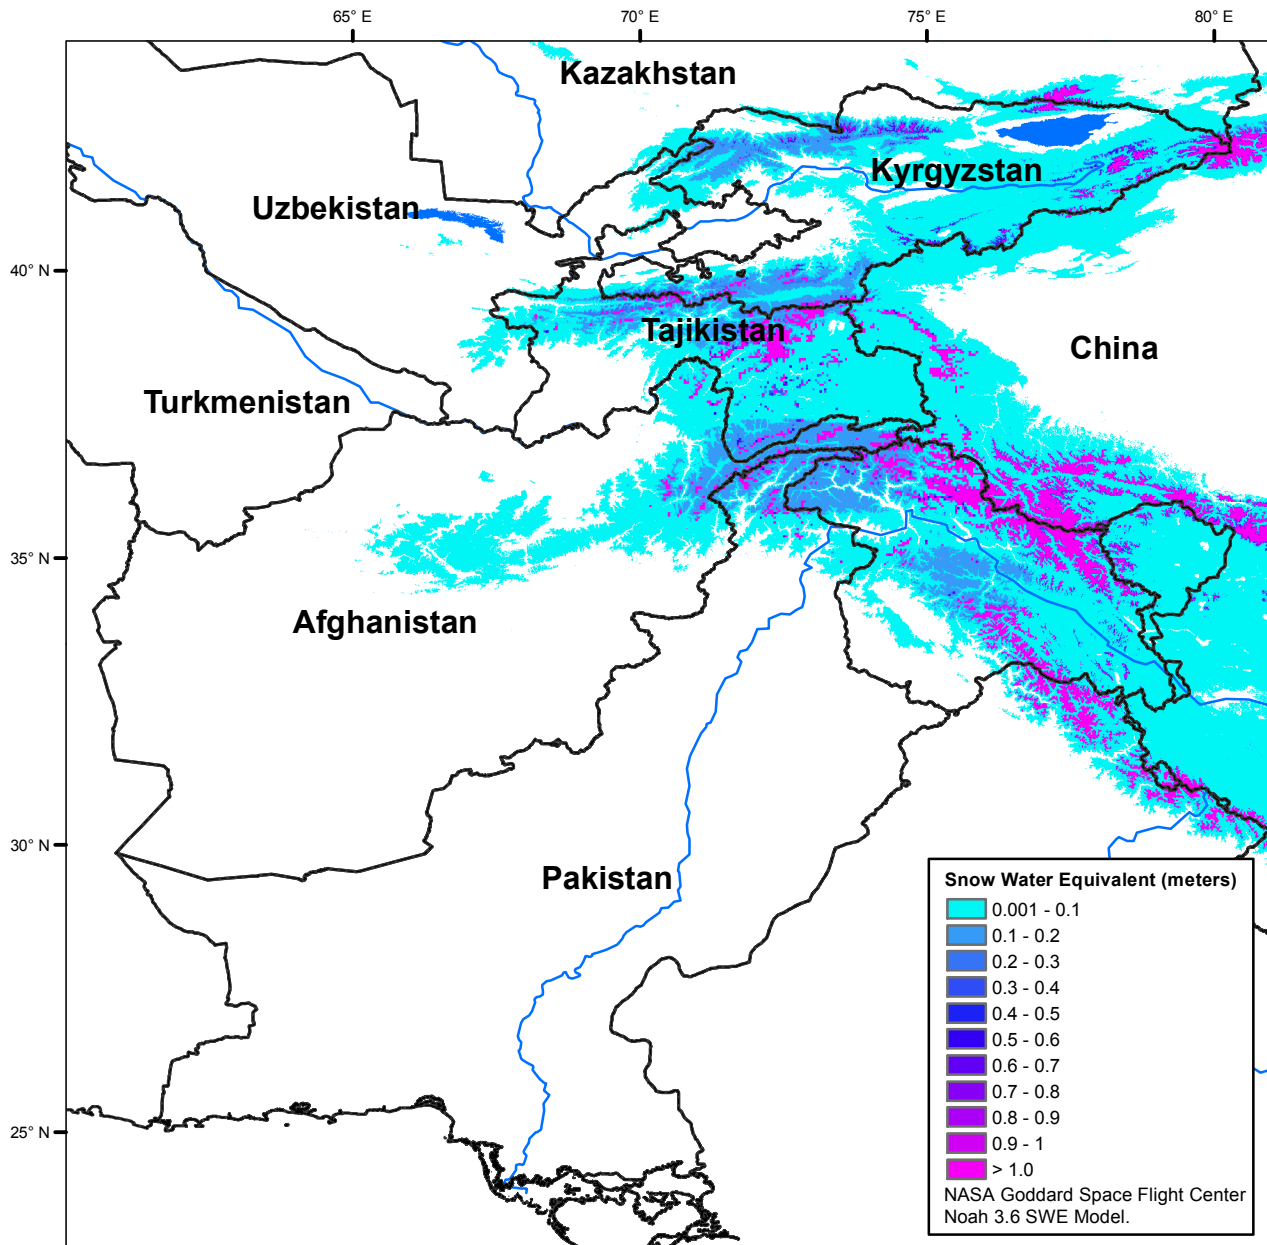 65° E
70° E
75° E
80° E
Kazakhstan
Kyrgyzstan
Uzbekistan
40° N
Tajikistan
China
Turkmenistan
35° N
Afghanistan
30° N
Pakistan
25° N
Snow Water Equivalent (meters)
0.001 - 0.1
0.1 - 0.2
0.2 - 0.3
0.3 - 0.4
0.4 - 0.5
0.5 - 0.6
0.6 - 0.7
0.7 - 0.8
0.8 - 0.9
0.9 - 1
> 1.0
NASA Goddard Space Flight Center
Noah 3.6 SWE Model.